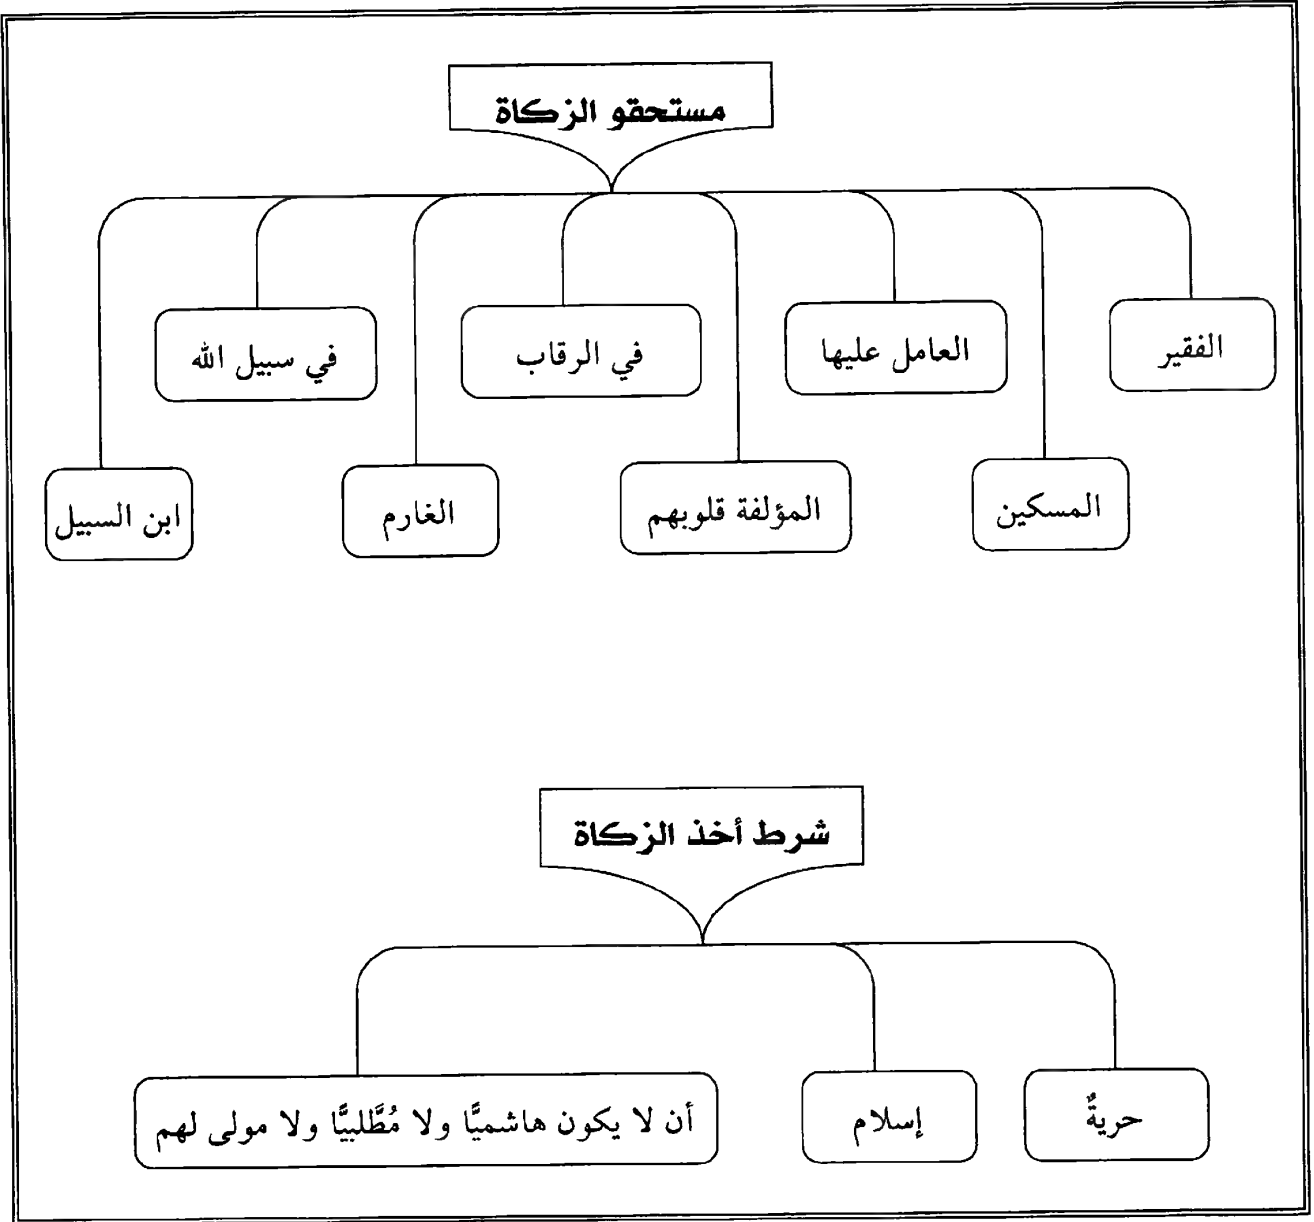 مستحقو الزكاة
الفقير
العامل عليها
في الرقاب
في سبيل الله
المسكين
المؤلفة قلوبهم
الغارم
ابن السبيل
شرط أخذ الزكاة
حريةٌ
إسلام
أن لا يكون هاشميًّا ولا مُطَّلبيًّا ولا مولى لهم